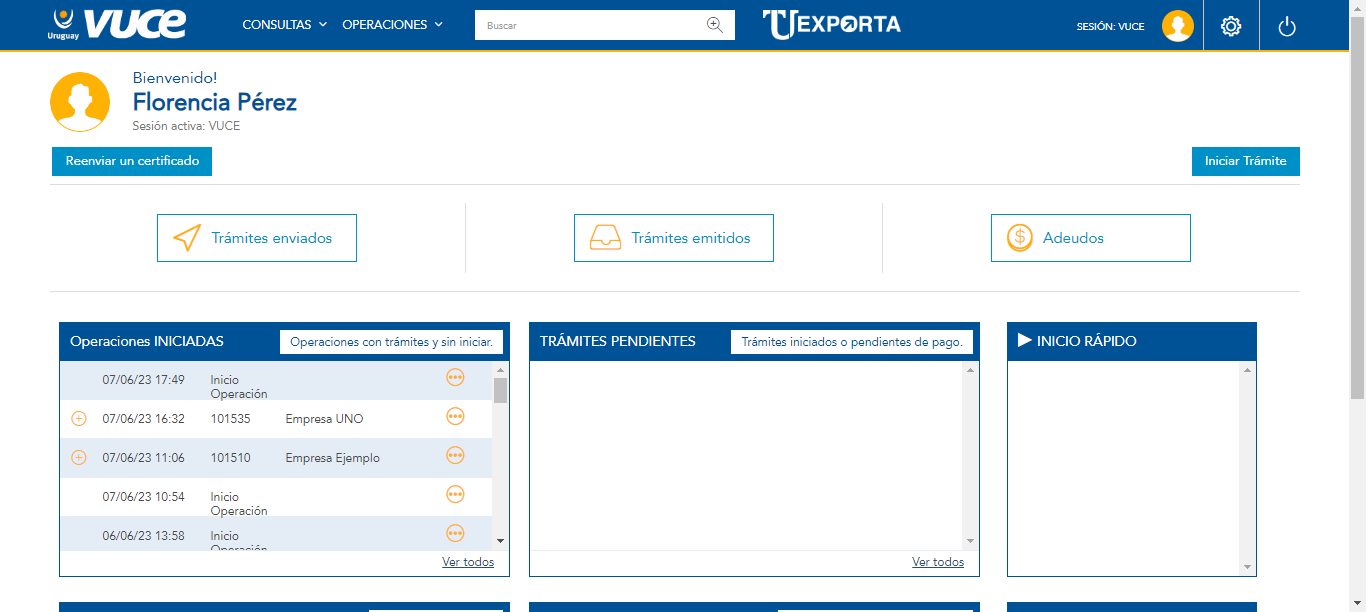 Uruguay
vuce
CONSULTAS
OPERACIONES
Buscar
TU EXPORTA
SESIÓN: VUCE
Bienvenido!
Florencia Pérez
Sesión activa: VUCE
Reenviar un certificado
Iniciar Trámite
Trámites enviados
Trámites emitidos
Adeudos
Operaciones INICIADAS
Operaciones con trámites y sin iniciar.
07/06/23 17:49 Inicio
Operación
07/06/23 16:32 101535 Empresa UNO
07/06/23 11:06 101510 Empresa Ejemplo
07/06/23 10:54 Inicio
Operación
06/06/23 13:58 Inicio
Operación
Ver todos
TRÁMITES PENDIENTES
Trámites iniciados o pendientes de pago.
Ver todos
INICIO RÁPIDO